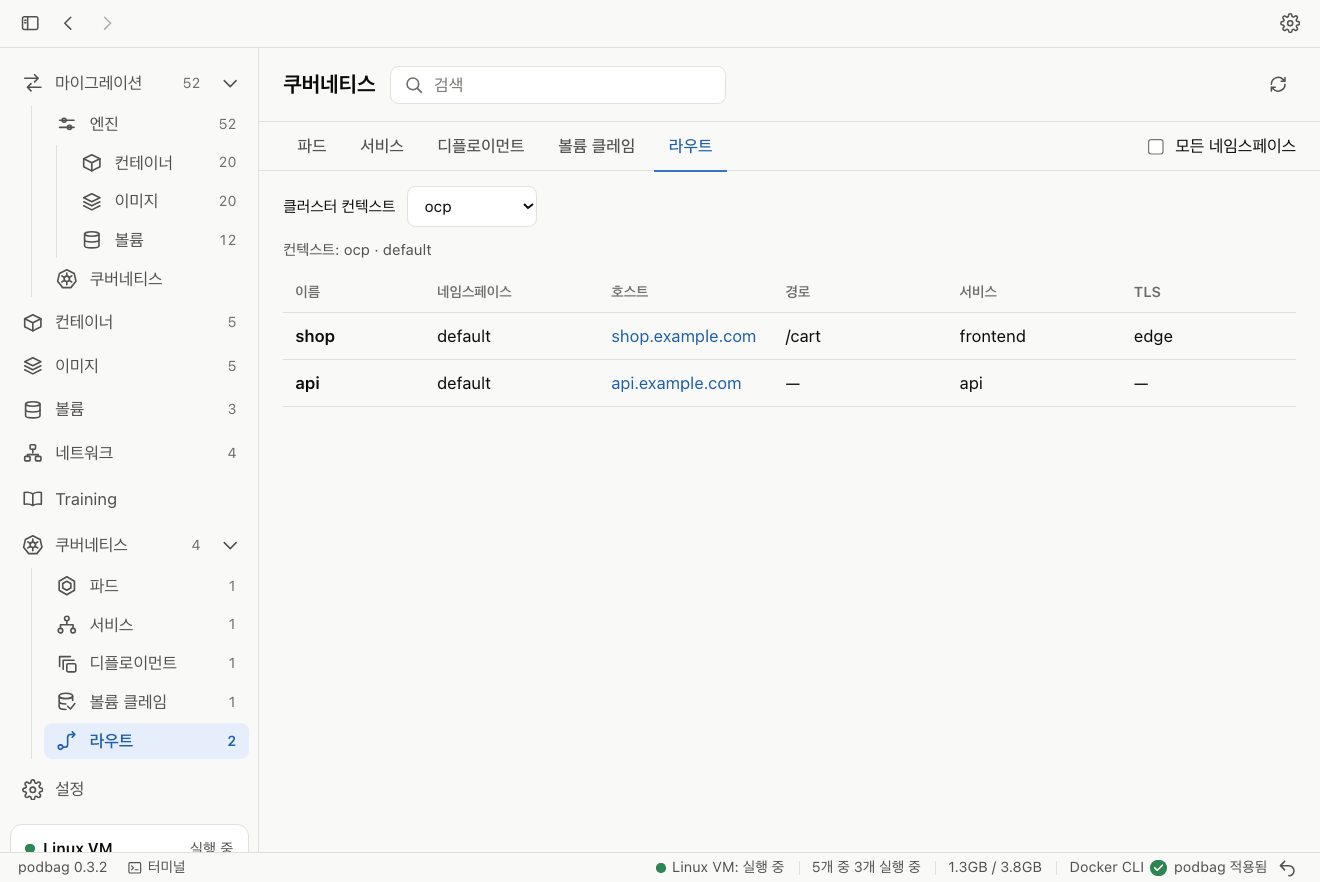 마이그레이션 52
엔진 52
컨테이너 20
이미지 20
볼륨 12
쿠버네티스
컨테이너 5
이미지 5
볼륨 3
네트워크 4
Training
쿠버네티스 4
파드 1
서비스 1
디플로이먼트 1
볼륨 클레임 1
라우트 2
설정
Linux VM 실행 중
쿠버네티스 검색
파드 서비스 디플로이먼트 볼륨 클레임 라우트 모든 네임스페이스
클러스터 컨텍스트 ocp
컨텍스트: ocp · default
이름 네임스페이스 호스트 경로 서비스 TLS
shop default shop.example.com /cart frontend edge
api default api.example.com — api —
podbag 0.3.2 터미널 Linux VM: 실행 중 5개 중 3개 실행 중 1.3GB / 3.8GB Docker CLI podbag 적용됨